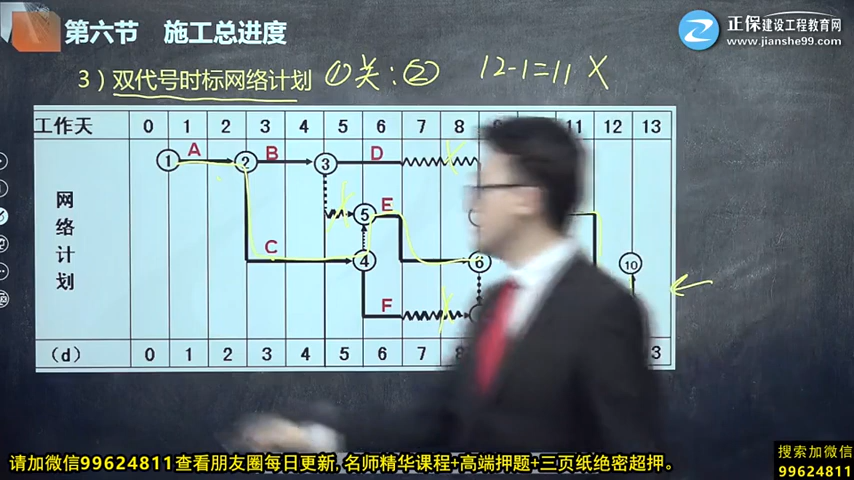 第六节 施工总进度
正保建设工程教育网
www.jianshe99.com
3）双代号时标网络计划 ①关：② 12-1=11 X
工作天 0 1 2 3 4 5 6 7 8 11 12 13
1 A 2 B 3 D
网络计划
5 E
C 4 6 10
F
（d） 0 1 2 3 4 5 6 7 8 3
请加微信99624811查看朋友圈每日更新,名师精华课程+高端押题+三页纸绝密超押。
搜索加微信
99624811